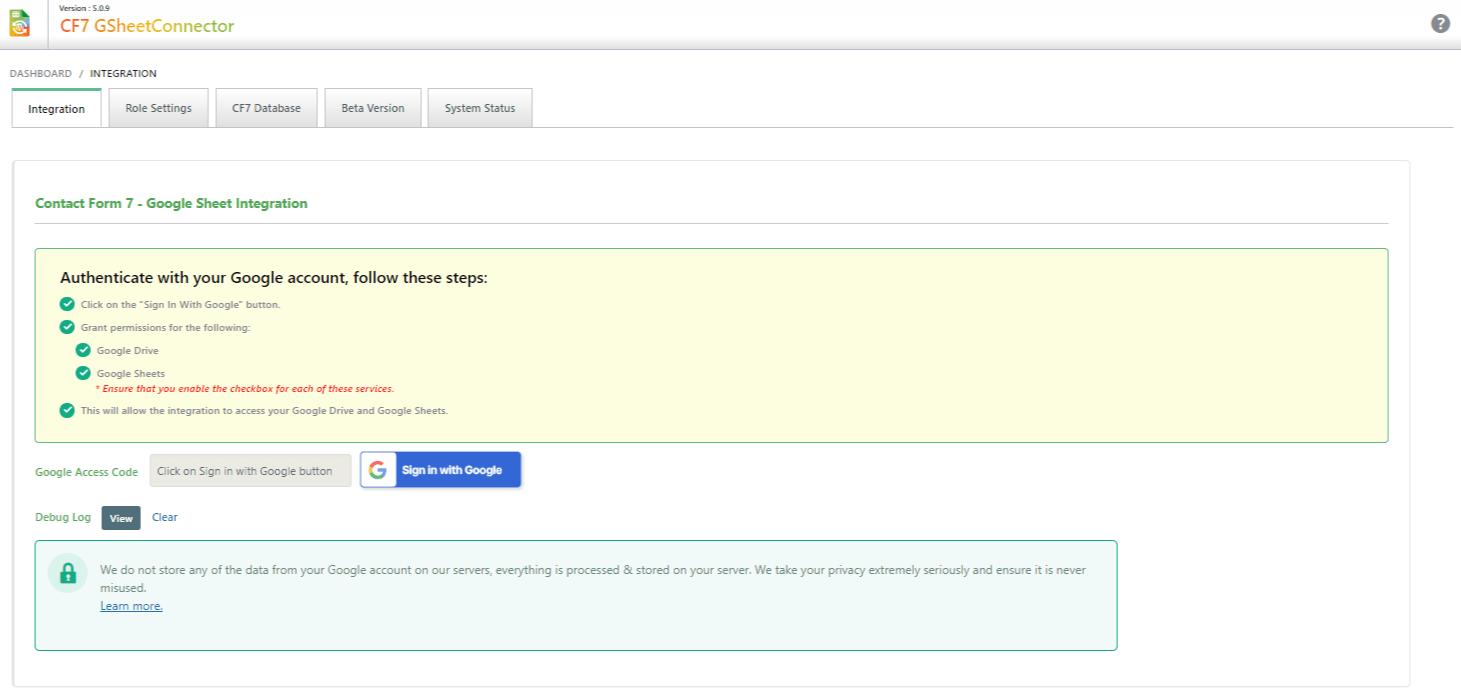 Version : 5.0.9
CF7 GSheetConnector
?
DASHBOARD / INTEGRATION
Integration Role Settings CF7 Database Beta Version System Status
Contact Form 7 - Google Sheet Integration
Authenticate with your Google account, follow these steps:
Click on the "Sign In With Google" button.
Grant permissions for the following:
Google Drive
Google Sheets
* Ensure that you enable the checkbox for each of these services.
This will allow the integration to access your Google Drive and Google Sheets.
Google Access Code Click on Sign in with Google button G Sign in with Google
Debug Log View Clear
We do not store any of the data from your Google account on our servers, everything is processed & stored on your server. We take your privacy extremely seriously and ensure it is never
misused.
Learn more.